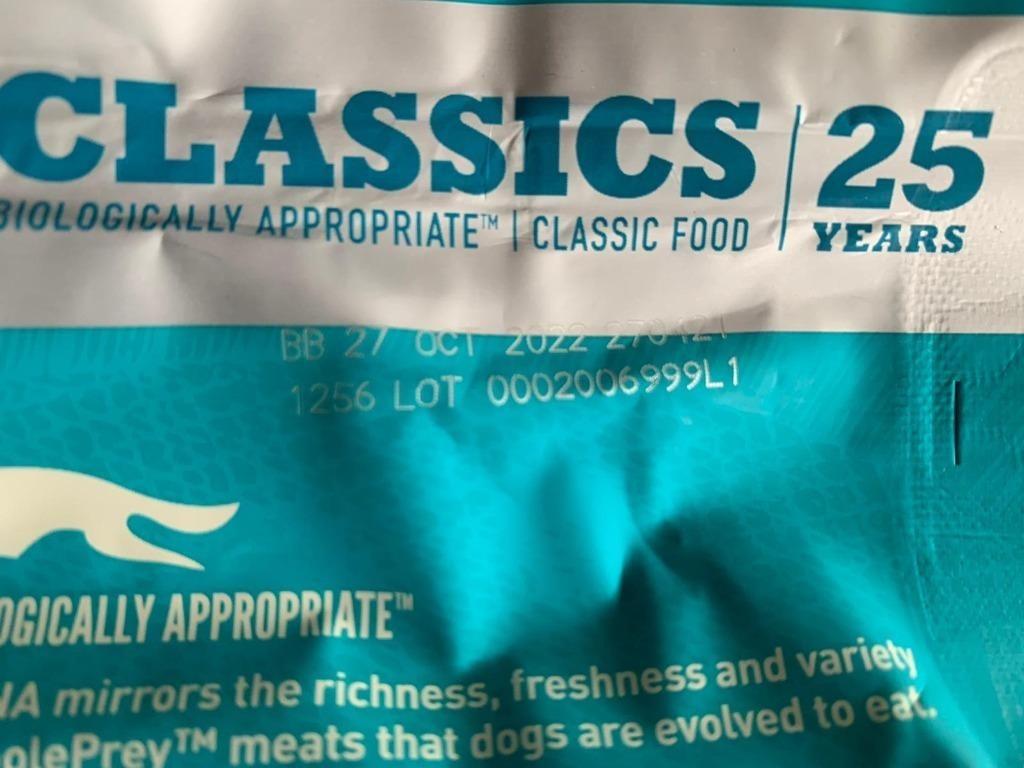 CLASSICS | 25
YEARS
BIOLOGICALLY APPROPRIATE™ | CLASSIC FOOD
BB 27 OCT 2022
1256 LOT 0002006999L1
APPROPRIATE™
mirrors the richness, freshness and variety
meats that dogs are evolved to eat.